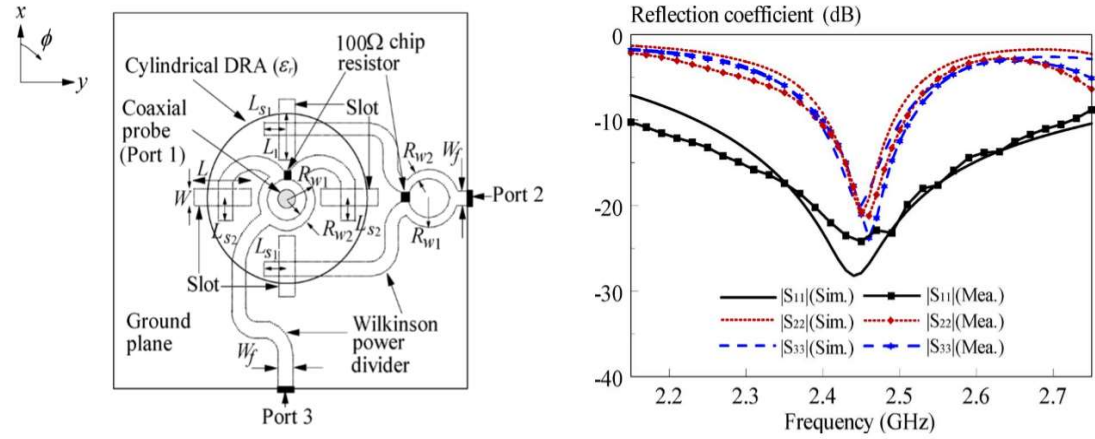 x
ϕ
y
100Ω chip
resistor
Cylindrical DRA (εr)
Coaxial
probe
(Port 1)
Ls1
Slot
L1
Rw2
Wf
L
Rw1
W
Port 2
Ls2
Rw2
Ls2
Rw1
Ls1
Slot
Ground
plane
Wilkinson
power
divider
Wf
Port 3
Reflection coefficient (dB)
0
-10
-20
-30
-40
|S11|(Sim.) |S11|(Mea.)
|S22|(Sim.) |S22|(Mea.)
|S33|(Sim.) |S33|(Mea.)
2.2 2.3 2.4 2.5 2.6 2.7
Frequency (GHz)